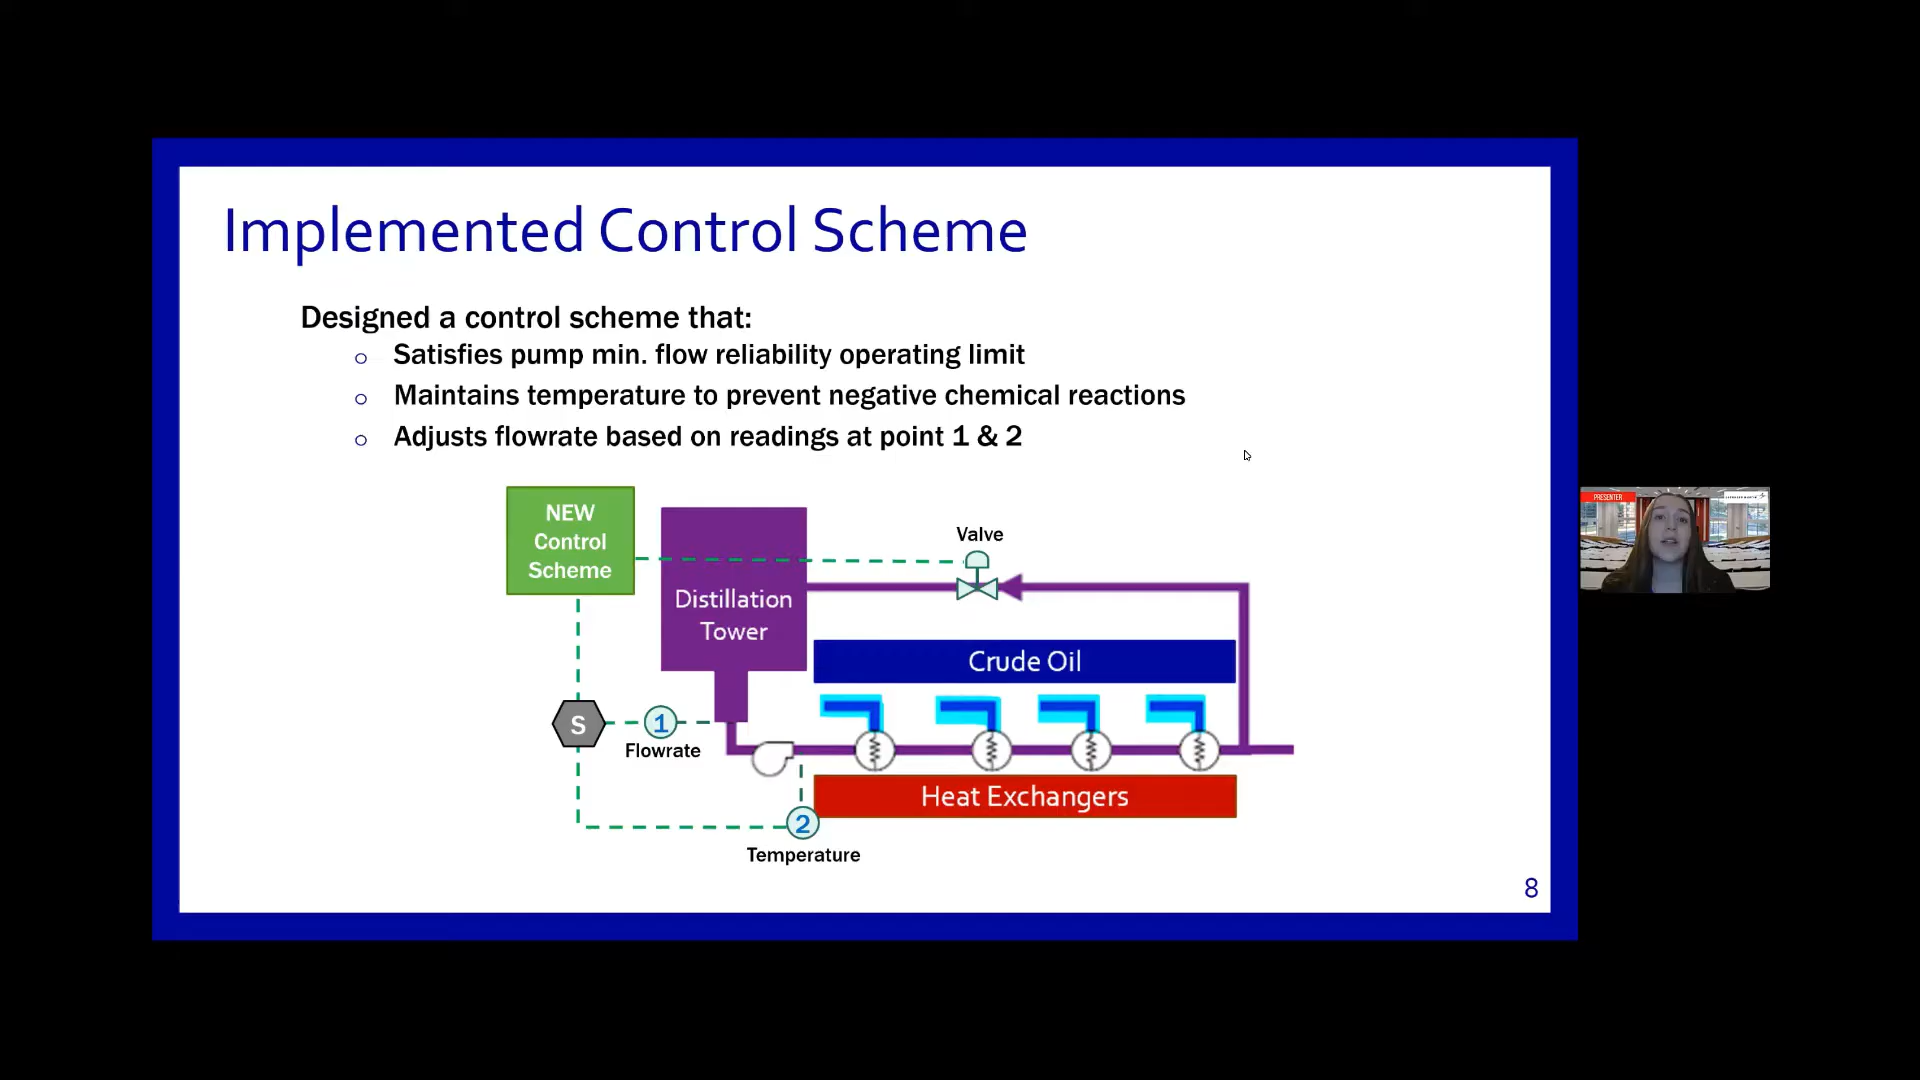 Implemented Control Scheme
Designed a control scheme that:
o Satisfies pump min. flow reliability operating limit
o Maintains temperature to prevent negative chemical reactions
o Adjusts flowrate based on readings at point 1 & 2
NEW
Control
Scheme
Distillation
Tower
Valve
Crude Oil
S
1
Flowrate
Heat Exchangers
2
Temperature
8
PRESENTER